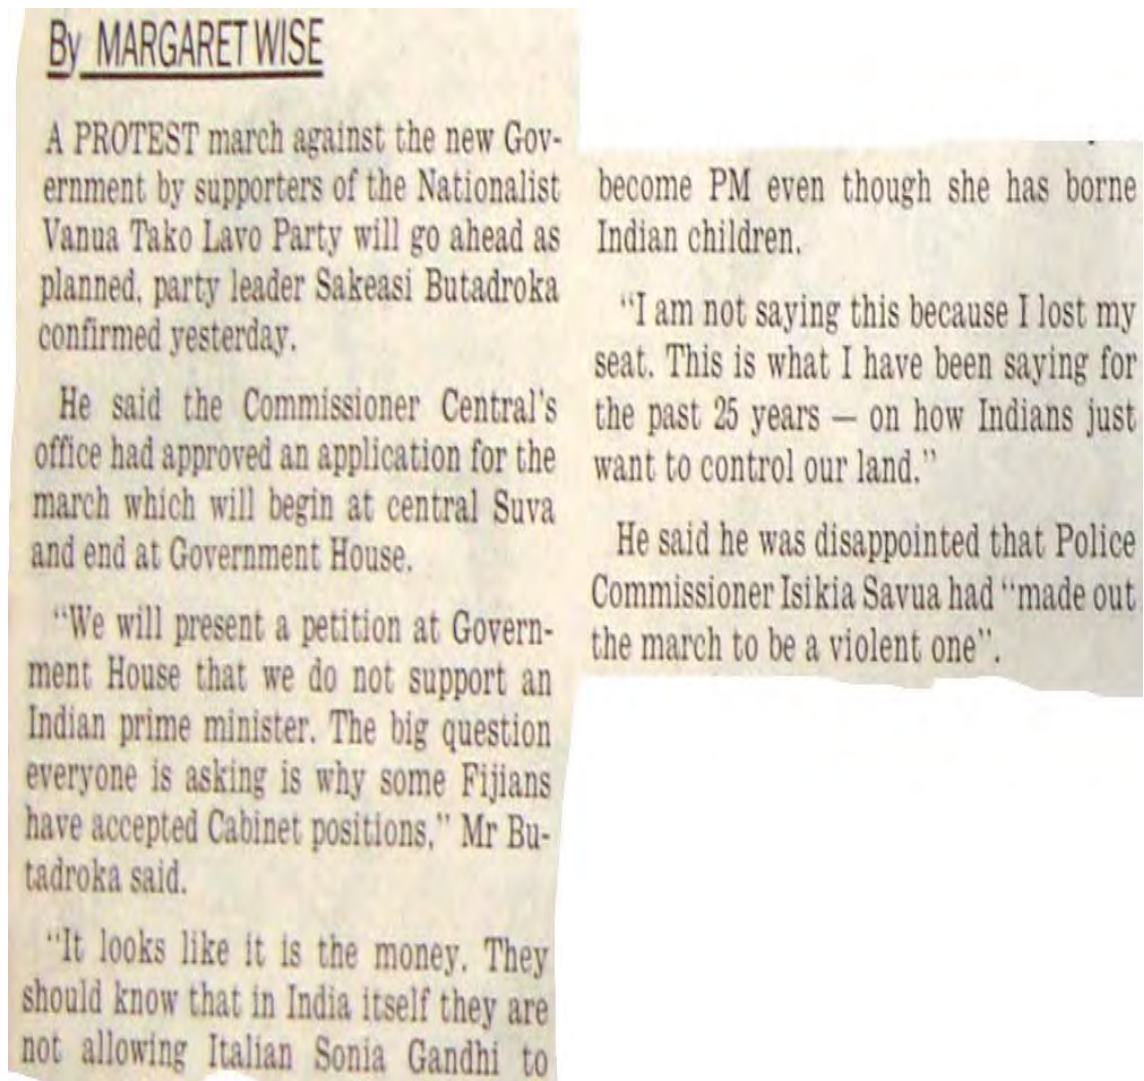 By MARGARET WISE
A PROTEST march against the new Gov-
ernment by supporters of the Nationalist
Vanua Tako Lavo Party will go ahead as
planned, party leader Sakeasi Butadroka
confirmed yesterday.
He said the Commissioner Central's
office had approved an application for the
march which will begin at central Suva
and end at Government House.
"We will present a petition at Govern-
ment House that we do not support an
Indian prime minister. The big question
everyone is asking is why some Fijians
have accepted Cabinet positions," Mr Bu-
tadroka said.
"It looks like it is the money. They
should know that in India itself they are
not allowing Italian Sonia Gandhi to
become PM even though she has borne
Indian children.
"I am not saying this because I lost my
seat. This is what I have been saying for
the past 25 years — on how Indians just
want to control our land."
He said he was disappointed that Police
Commissioner Isikia Savua had "made out
the march to be a violent one".